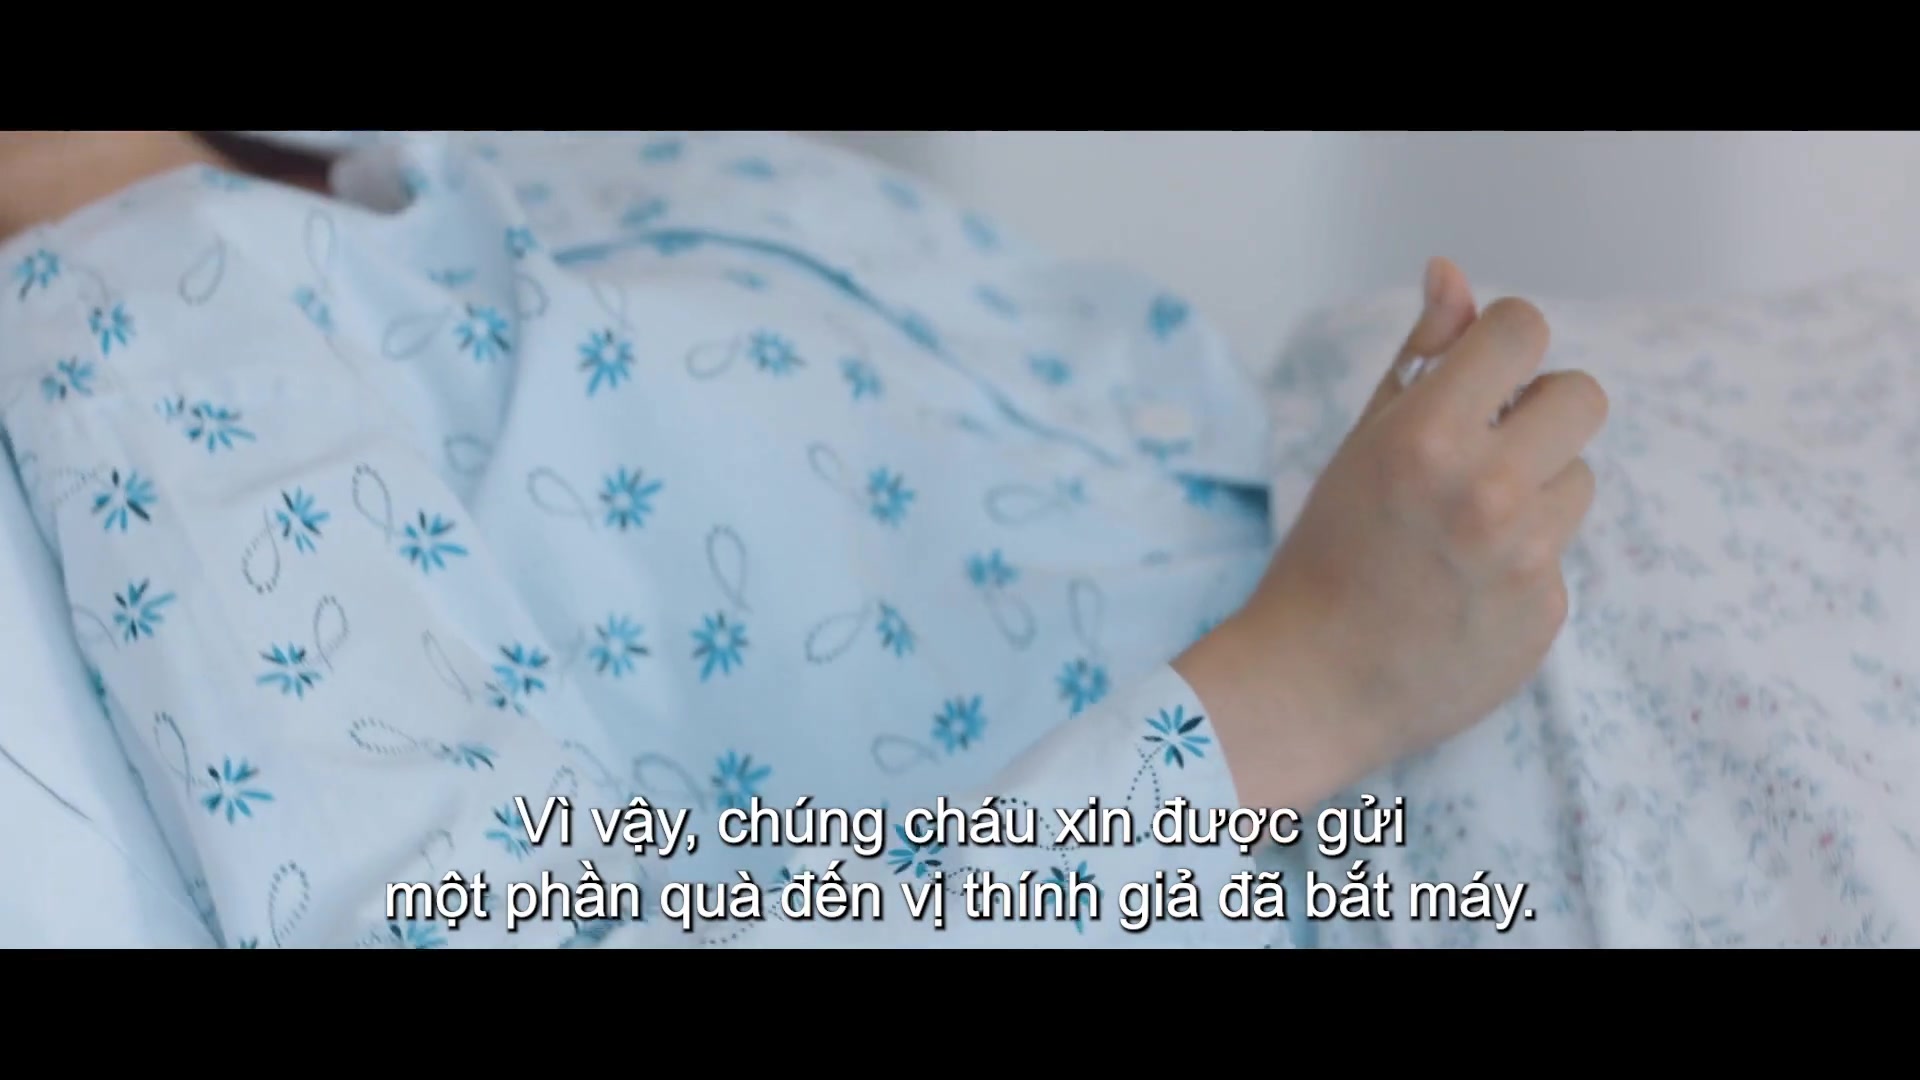 Vì vậy, chúng cháu xin được gửi
một phần quà đến vị thính giả đã bắt máy.